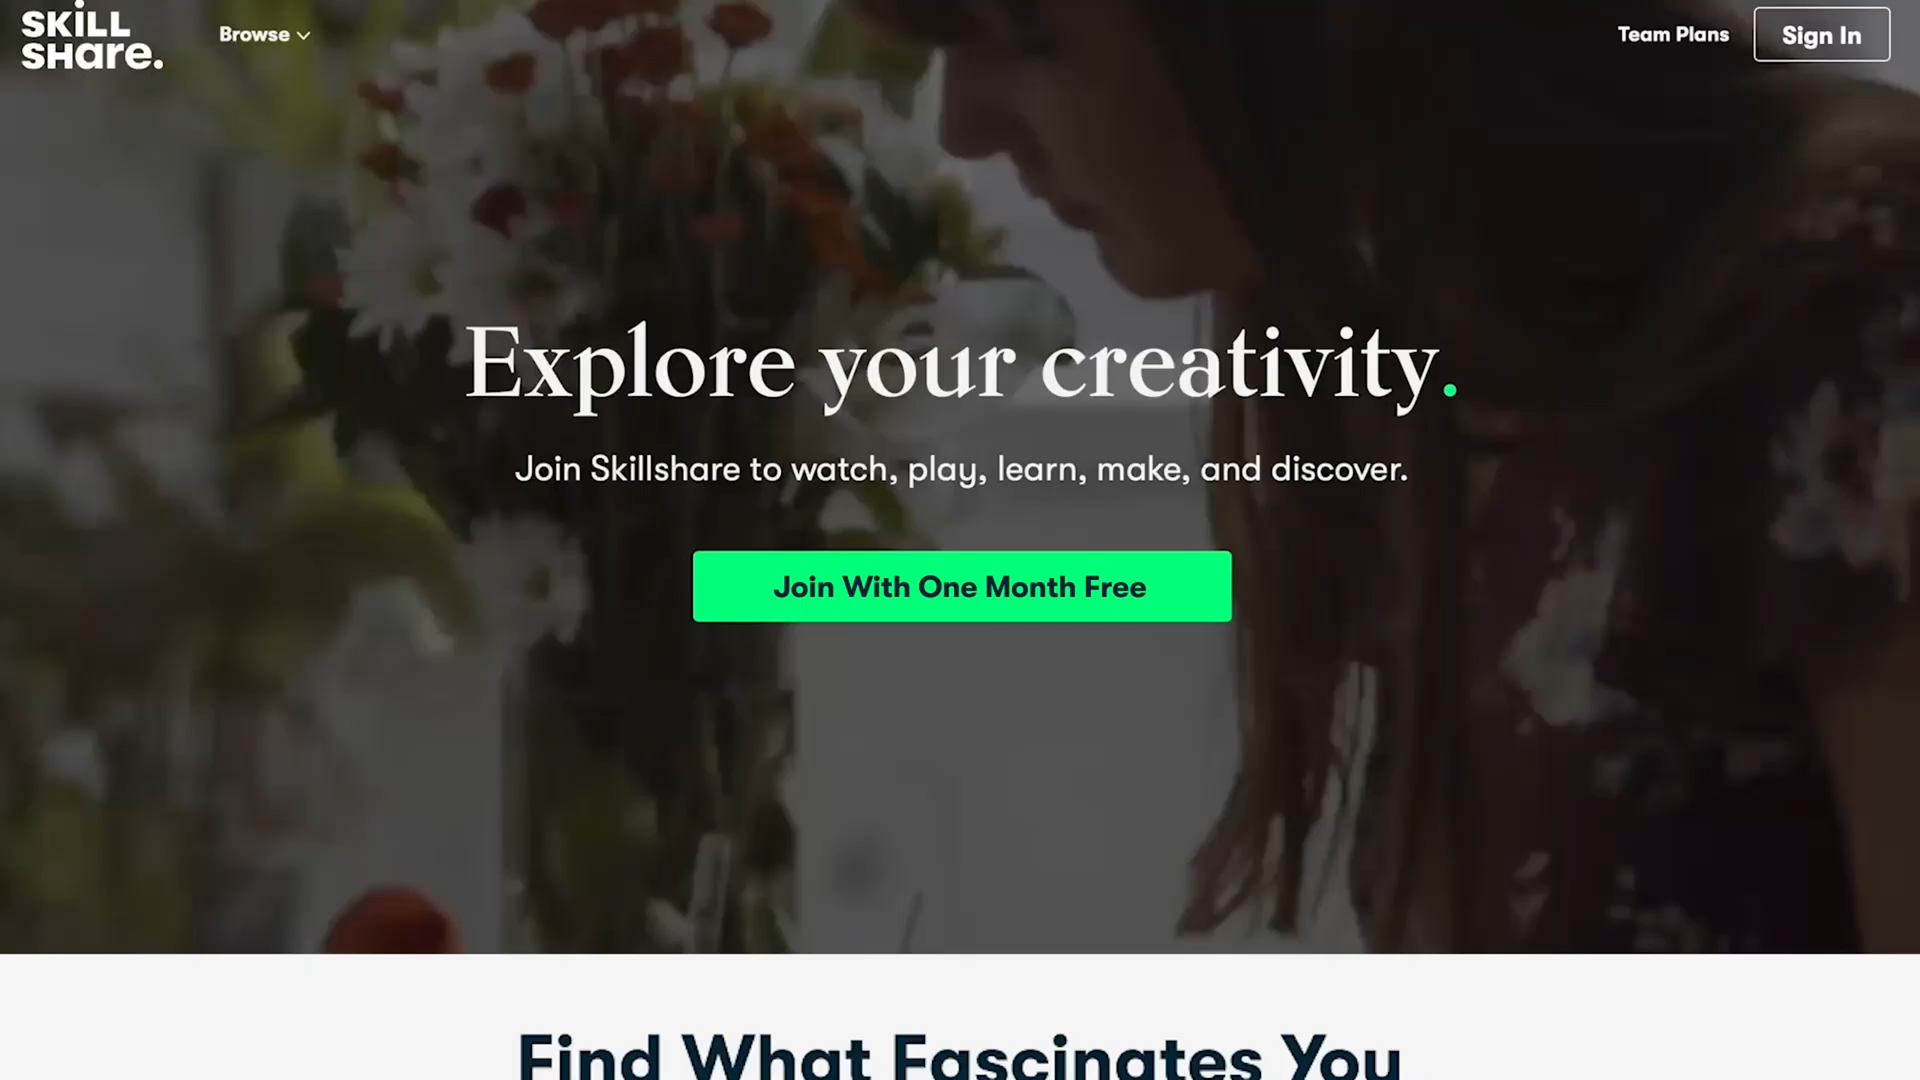 SKiLL
SHare.
Browse
Team Plans
Sign In
Explore your creativity.
Join Skillshare to watch, play, learn, make, and discover.
Join With One Month Free
Find What Fascinates You